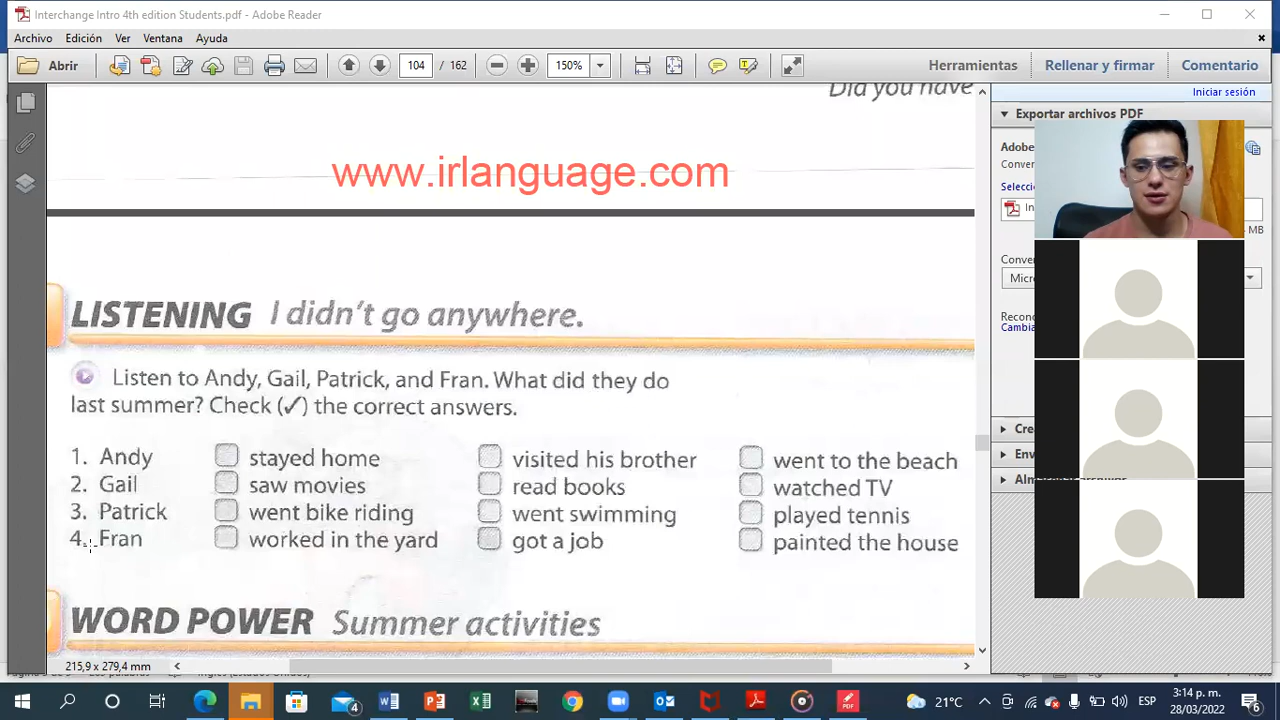 Interchange Intro 4th edition Students.pdf - Adobe Reader
Archivo Edición Ver Ventana Ayuda
Abrir 104 / 162 150% Herramientas Rellenar y firmar Comentario
Iniciar sesión
Did you have
Exportar archivos PDF
www.irlanguage.com
LISTENING I didn't go anywhere.
Listen to Andy, Gail, Patrick, and Fran. What did they do
last summer? Check (✓) the correct answers.
1. Andy stayed home visited his brother went to the beach
2. Gail saw movies read books watched TV
3. Patrick went bike riding went swimming played tennis
4. Fran worked in the yard got a job painted the house
WORD POWER Summer activities
215,9 x 279,4 mm
MB
4
21°C
ESP
3:14 p. m.
28/03/2022
6